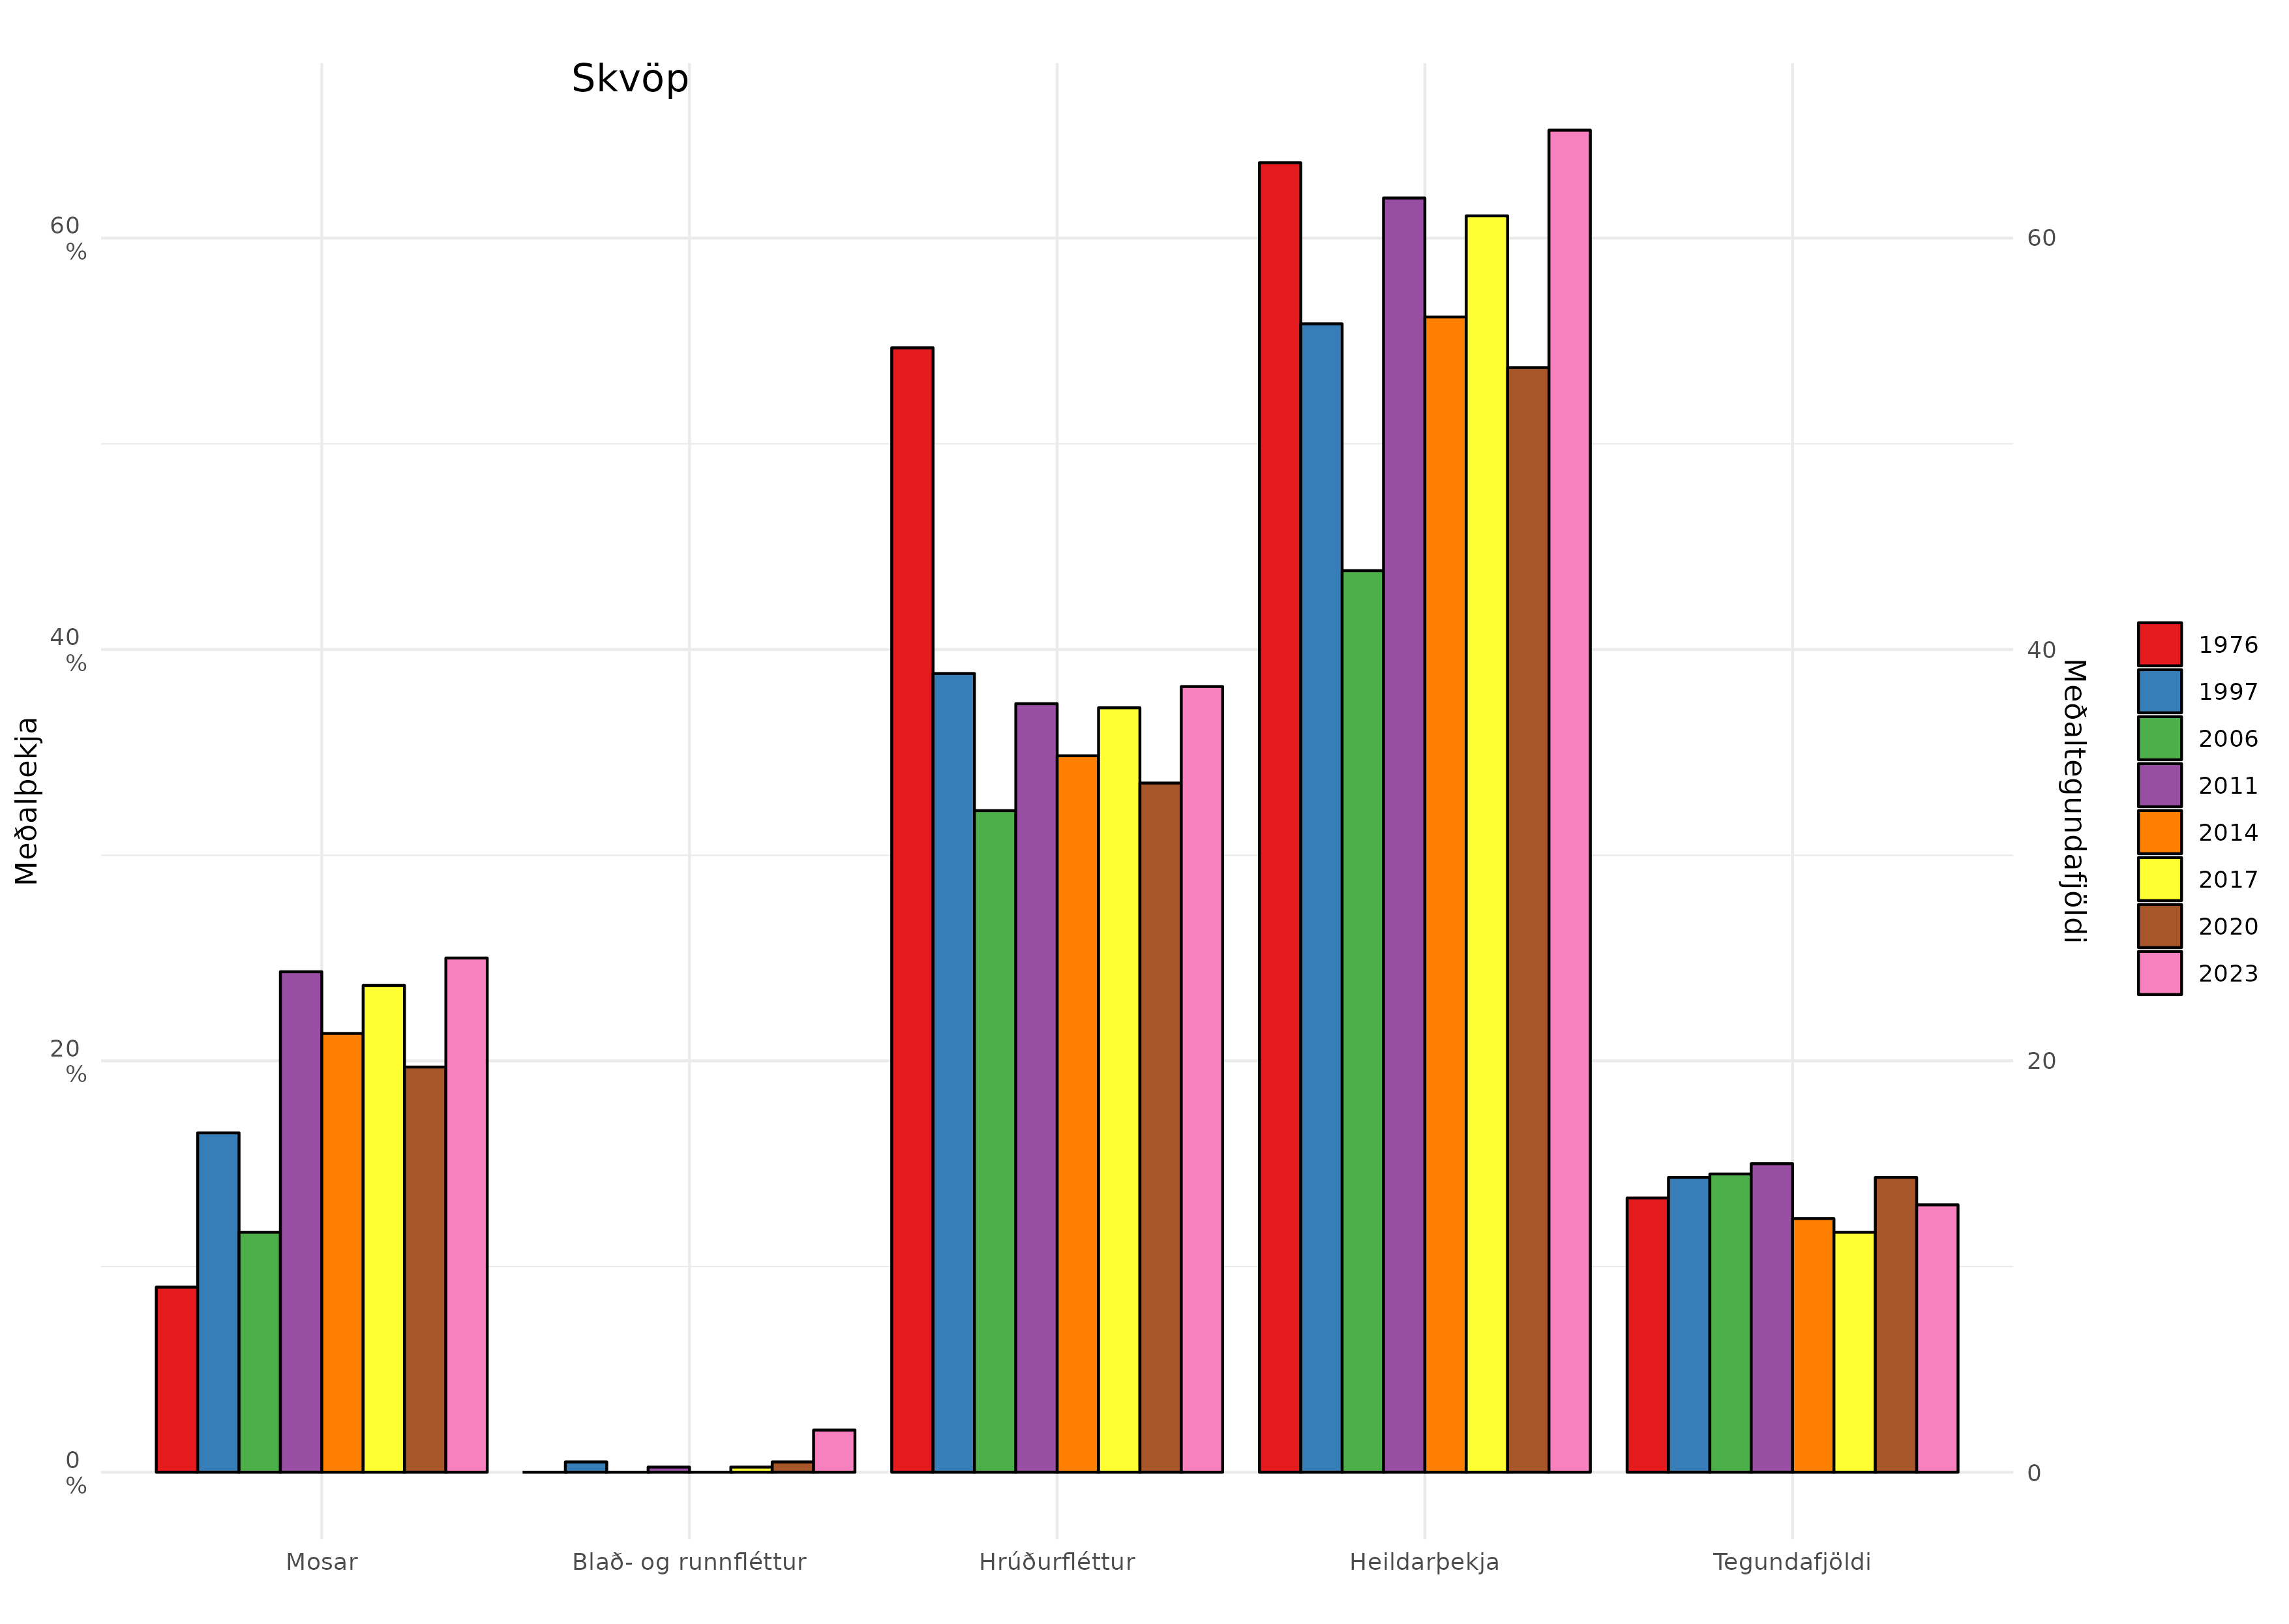 Skvöp
Meðalþekja
60
%
40
%
20
%
0
%
60
40
20
0
Meðaltegundafjöldi
Mosar
Blað- og runnfléttur
Hrúðurfléttur
Heildarþekja
Tegundafjöldi
1976
1997
2006
2011
2014
2017
2020
2023